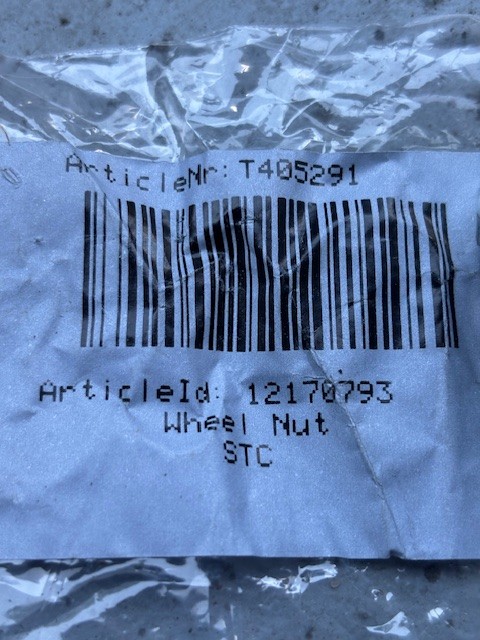 ArticleNr: T405291
ArticleId: 12170793
Wheel Nut
STC